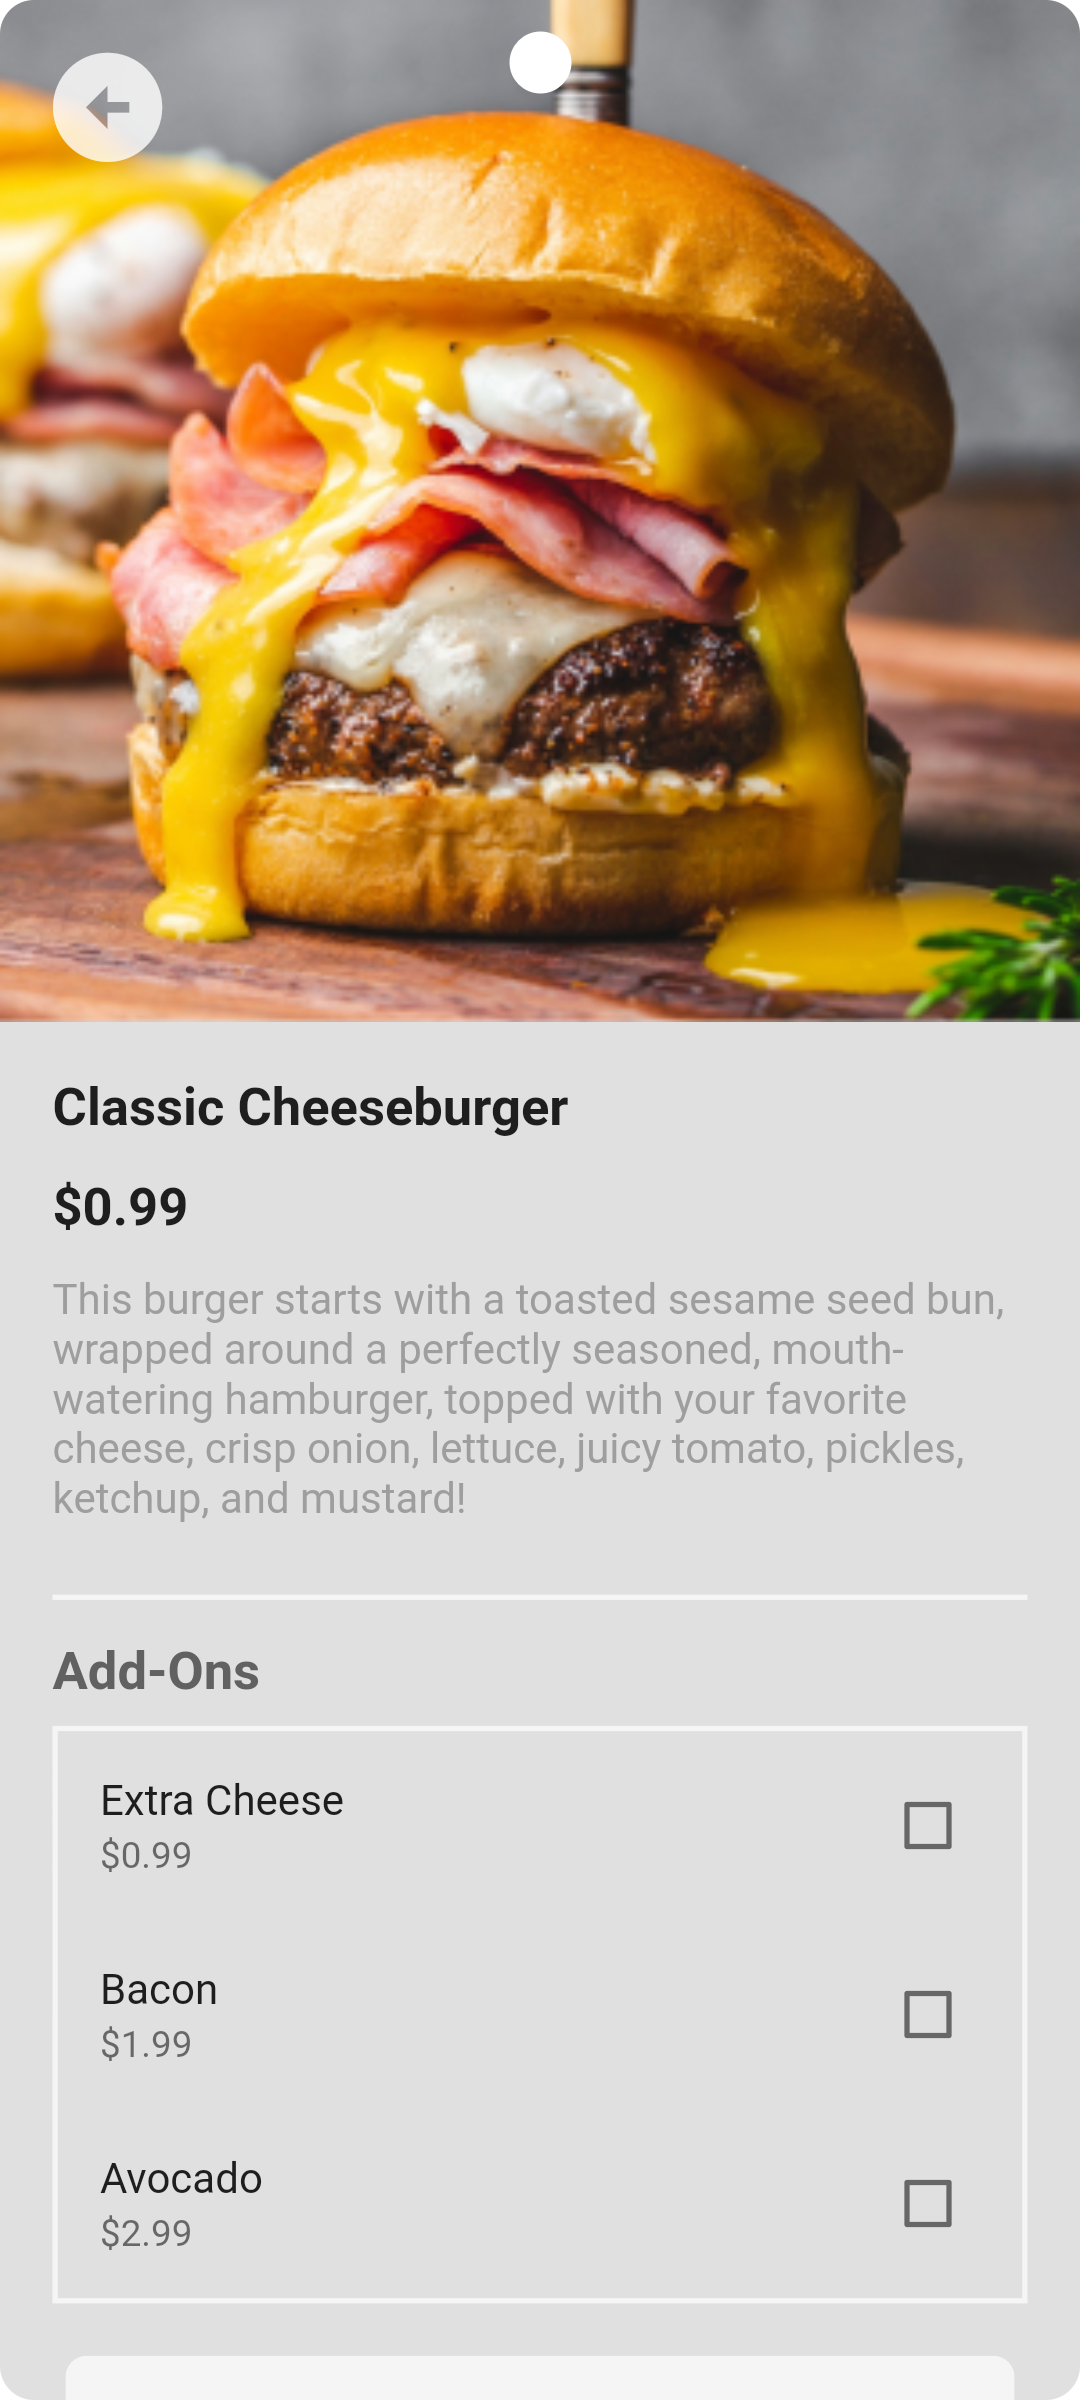 Classic Cheeseburger
$0.99
This burger starts with a toasted sesame seed bun,
wrapped around a perfectly seasoned, mouth-
watering hamburger, topped with your favorite
cheese, crisp onion, lettuce, juicy tomato, pickles,
ketchup, and mustard!
Add-Ons
Extra Cheese
$0.99
Bacon
$1.99
Avocado
$2.99